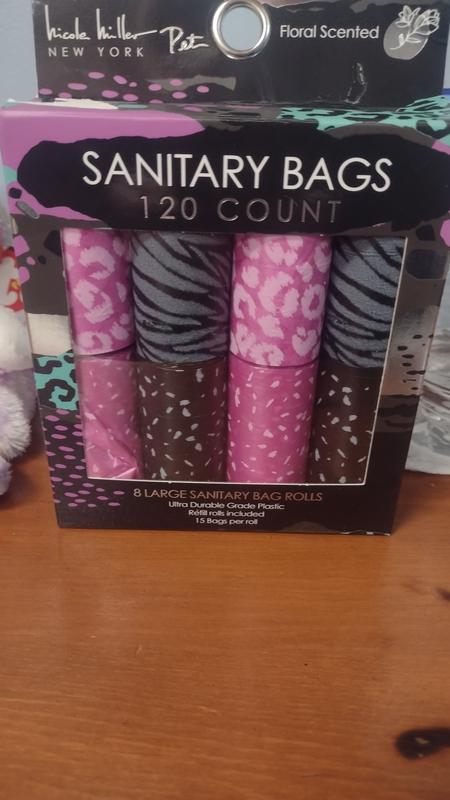 nicole miller Pet
NEW YORK
Floral Scented
SANITARY BAGS
120 COUNT
8 LARGE SANITARY BAG ROLLS
Ultra Durable Grade Plastic
Refill rolls included
15 Bags per roll